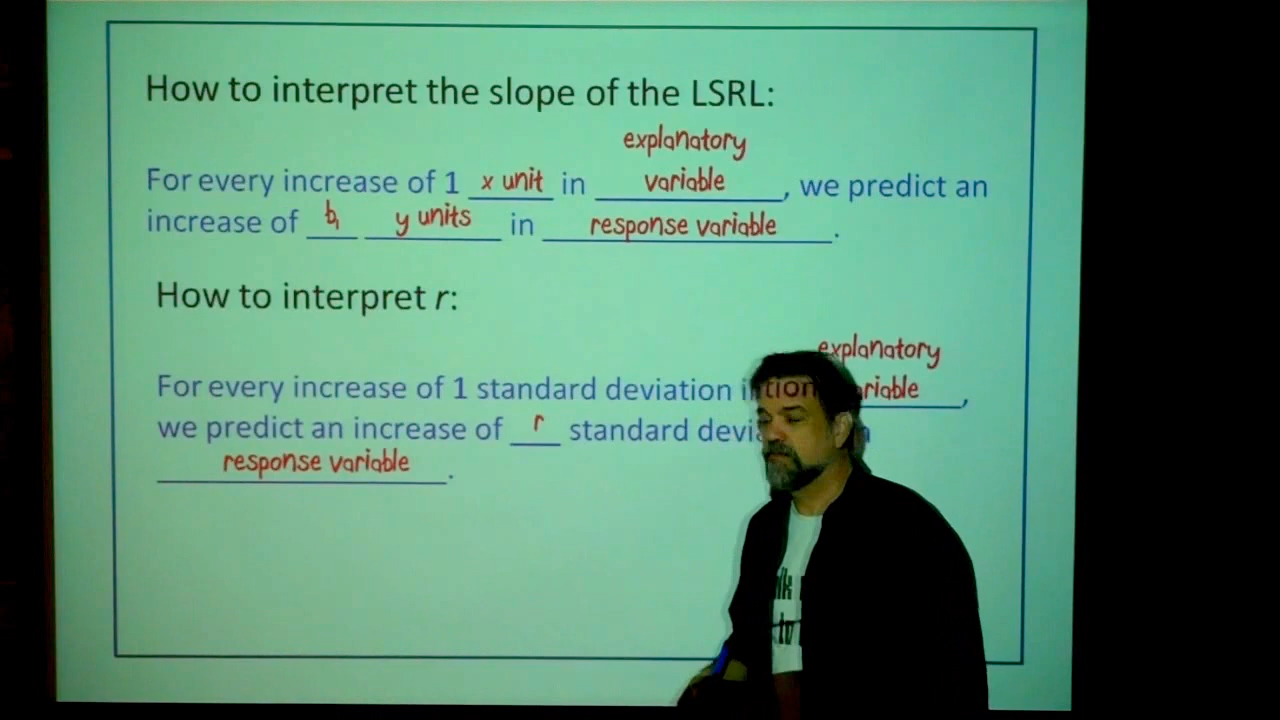 How to interpret the slope of the LSRL:
explanatory
For every increase of 1 x unit in variable, we predict an
increase of b₁ y units in response variable.
How to interpret r:
explanatory
For every increase of 1 standard deviation in
we predict an increase of r standard
response variable.